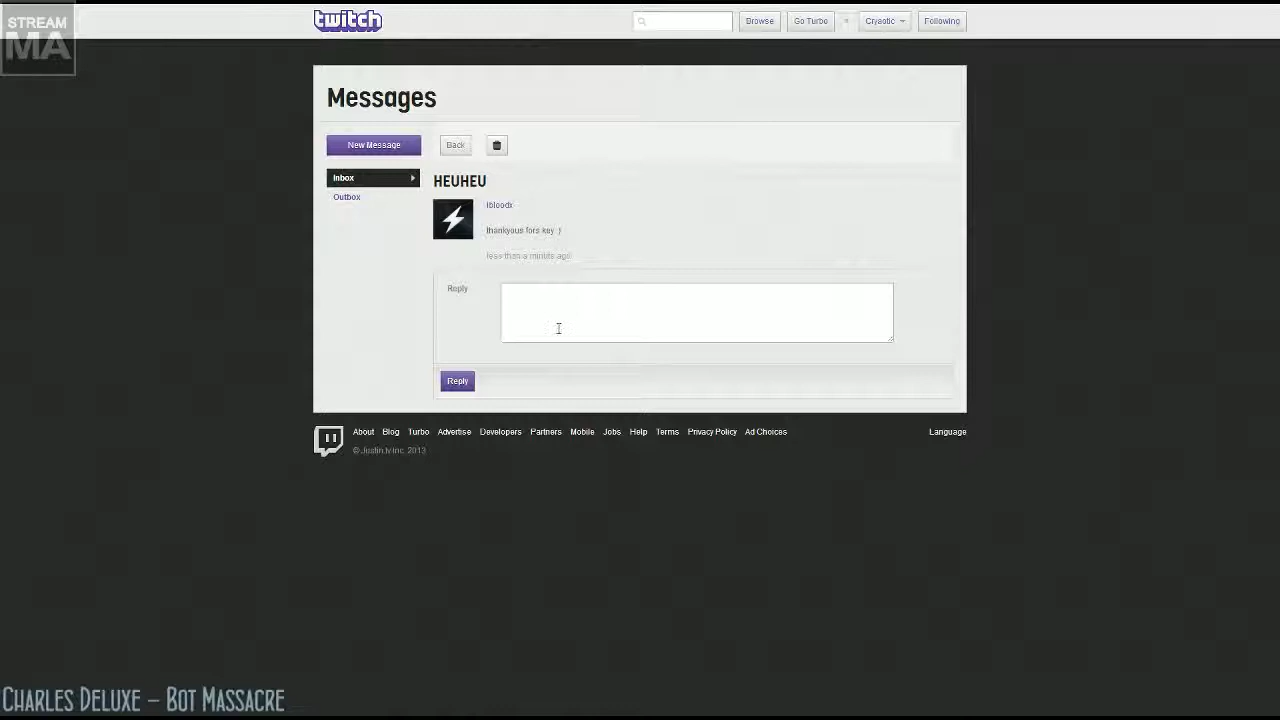 STREAM
MA
twitch
Browse
Go Turbo
Cryaotic
Following
Messages
New Message
Back
Inbox
Outbox
HEUHEU
ibloodx
thankyous fors key :)
less than a minute ago
Reply
Reply
About
Blog
Turbo
Advertise
Developers
Partners
Mobile
Jobs
Help
Terms
Privacy Policy
Ad Choices
Language
© Justin.tv inc. 2013
CHARLES DELUXE – BOT MASSACRE